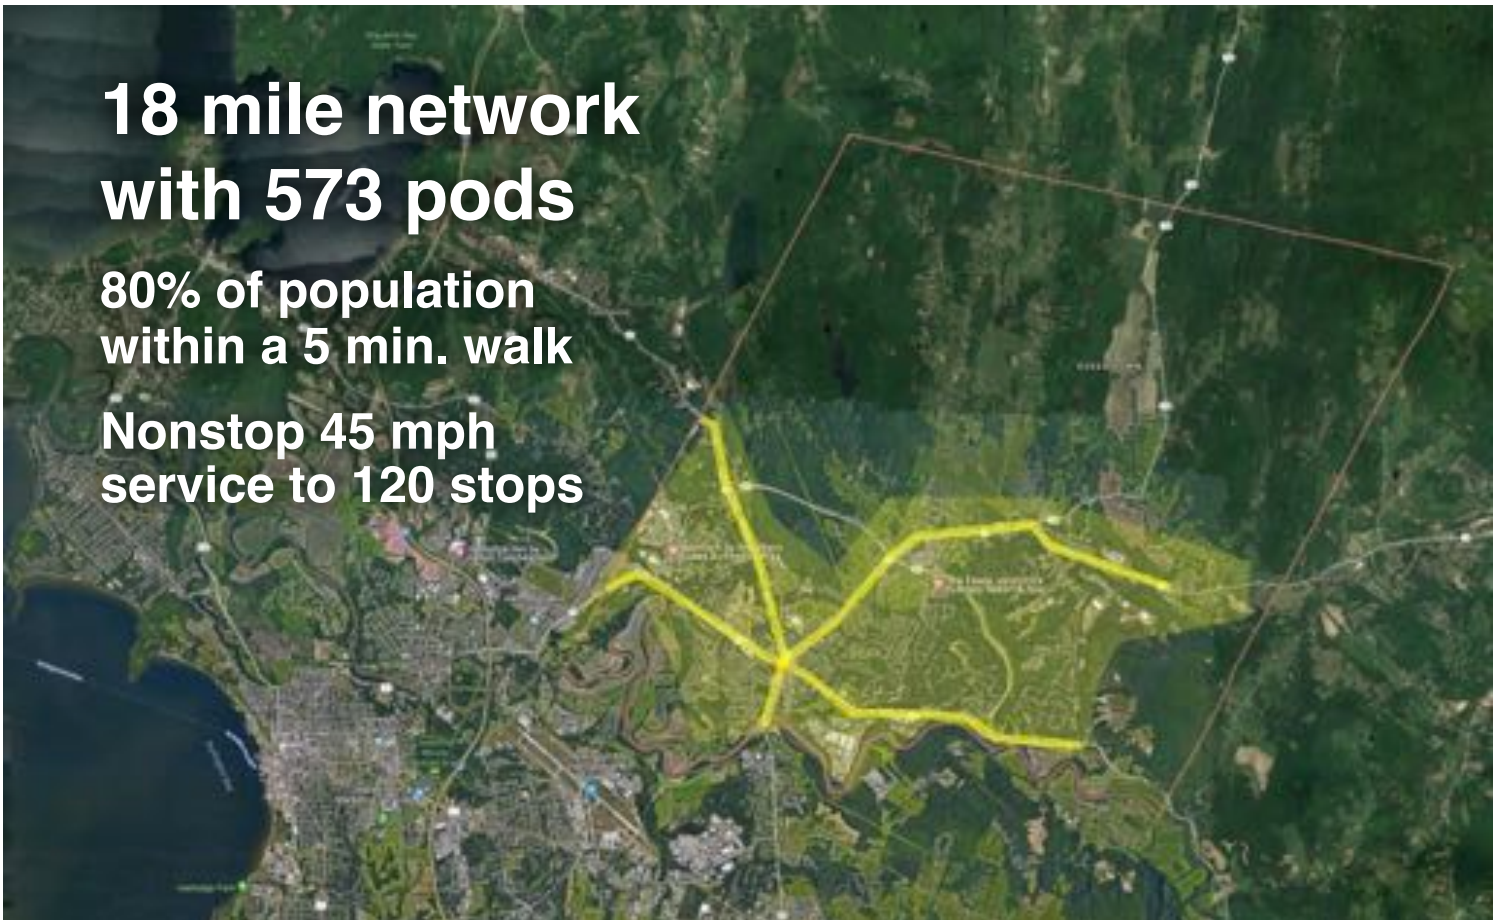 18 mile network
with 573 pods
80% of population
within a 5 min. walk
Nonstop 45 mph
service to 120 stops